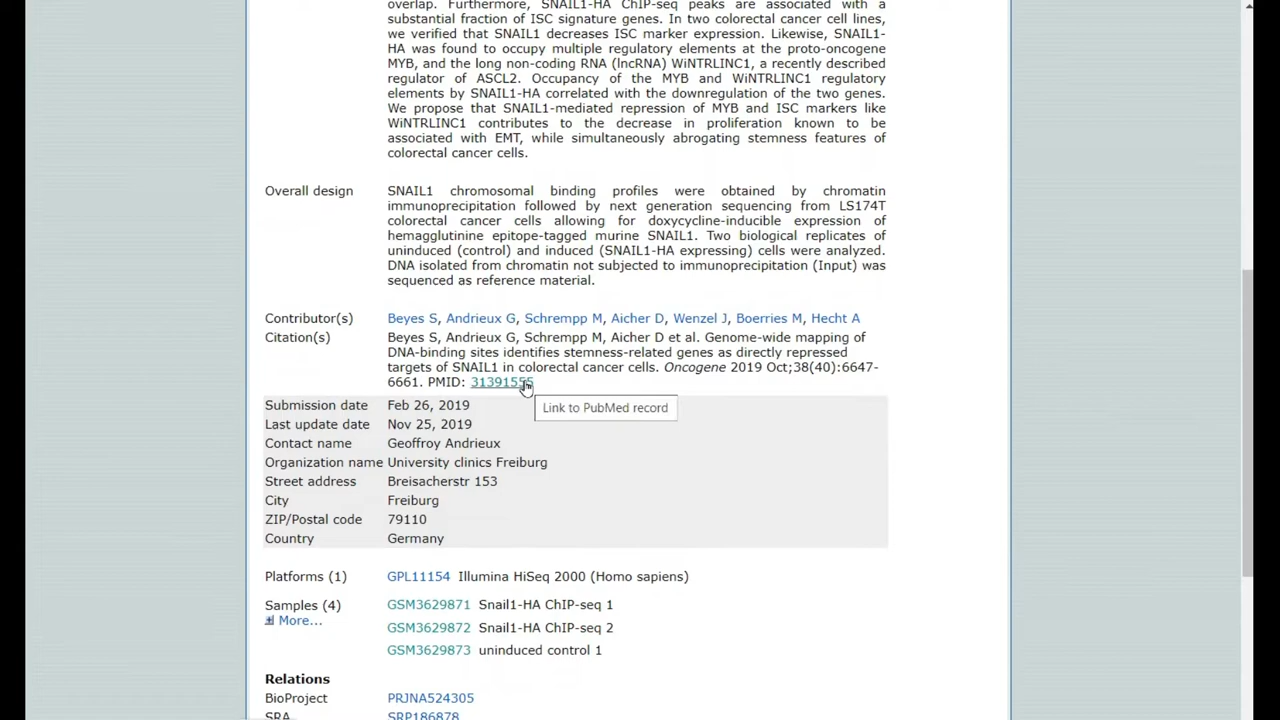 overlap. Furthermore, SNAIL1-HA ChIP-seq peaks are associated with a
substantial fraction of ISC signature genes. In two colorectal cancer cell lines,
we verified that SNAIL1 decreases ISC marker expression. Likewise, SNAIL1-
HA was found to occupy multiple regulatory elements at the proto-oncogene
MYB, and the long non-coding RNA (lncRNA) WiNTRLINC1, a recently described
regulator of ASCL2. Occupancy of the MYB and WiNTRLINC1 regulatory
elements by SNAIL1-HA correlated with the downregulation of the two genes.
We propose that SNAIL1-mediated repression of MYB and ISC markers like
WiNTRLINC1 contributes to the decrease in proliferation known to be
associated with EMT, while simultaneously abrogating stemness features of
colorectal cancer cells.
Overall design SNAIL1 chromosomal binding profiles were obtained by chromatin
immunoprecipitation followed by next generation sequencing from LS174T
colorectal cancer cells allowing for doxycycline-inducible expression of
hemagglutinine epitope-tagged murine SNAIL1. Two biological replicates of
uninduced (control) and induced (SNAIL1-HA expressing) cells were analyzed.
DNA isolated from chromatin not subjected to immunoprecipitation (Input) was
sequenced as reference material.
Contributor(s) Beyes S, Andrieux G, Schrempp M, Aicher D, Wenzel J, Boerries M, Hecht A
Citation(s) Beyes S, Andrieux G, Schrempp M, Aicher D et al. Genome-wide mapping of
DNA-binding sites identifies stemness-related genes as directly repressed
targets of SNAIL1 in colorectal cancer cells. Oncogene 2019 Oct;38(40):6647-
6661. PMID: 31391555
Link to PubMed record
Submission date Feb 26, 2019
Last update date Nov 25, 2019
Contact name Geoffroy Andrieux
Organization name University clinics Freiburg
Street address Breisacherstr 153
City Freiburg
ZIP/Postal code 79110
Country Germany
Platforms (1) GPL11154 Illumina HiSeq 2000 (Homo sapiens)
Samples (4) GSM3629871 Snail1-HA ChIP-seq 1
More...
GSM3629872 Snail1-HA ChIP-seq 2
GSM3629873 uninduced control 1
Relations
BioProject PRJNA524305
SRA SRP186878